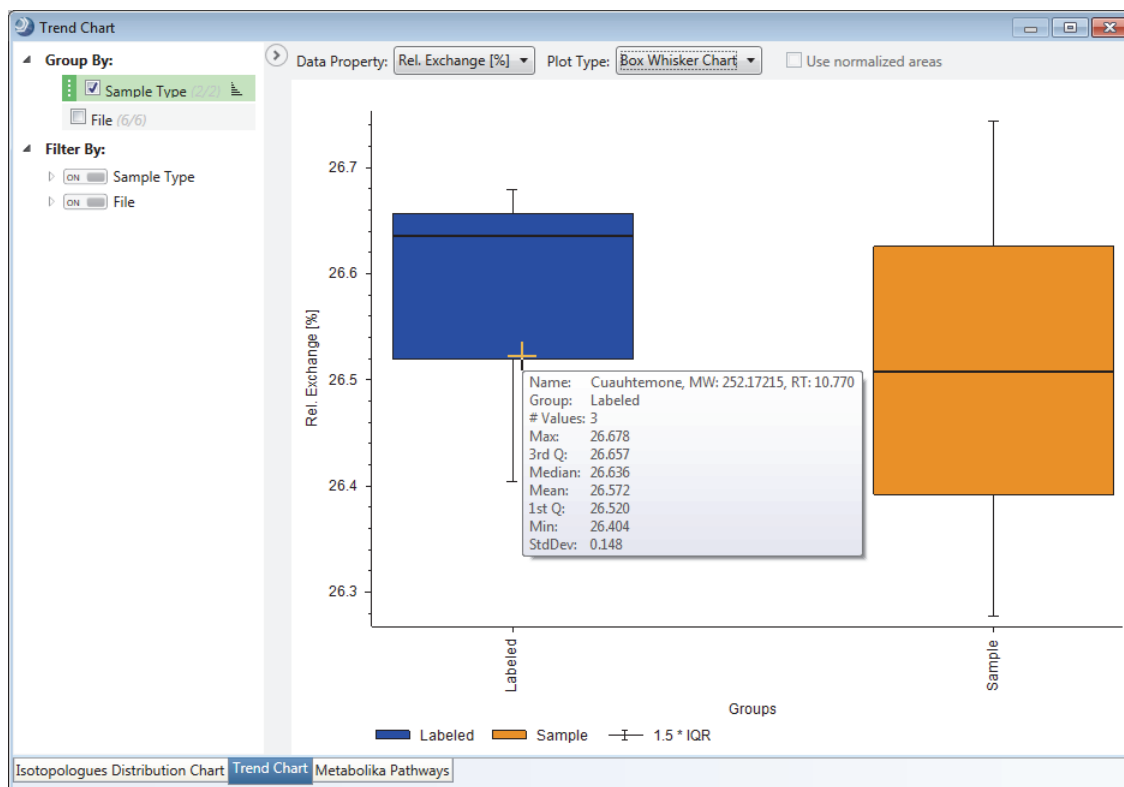 Trend Chart
Group By:
Sample Type (2/2)
File (6/6)
Filter By:
ON Sample Type
ON File
Data Property: Rel. Exchange [%] Plot Type: Box Whisker Chart Use normalized areas
Rel. Exchange [%]
26.7
26.6
26.5
26.4
26.3
Name: Cuauhtemone, MW: 252.17215, RT: 10.770
Group: Labeled
# Values: 3
Max: 26.678
3rd Q: 26.657
Median: 26.636
Mean: 26.572
1st Q: 26.520
Min: 26.404
StdDev: 0.148
Labeled
Sample
Groups
Labeled Sample 1.5 * IQR
Isotopologues Distribution Chart Trend Chart Metabolika Pathways